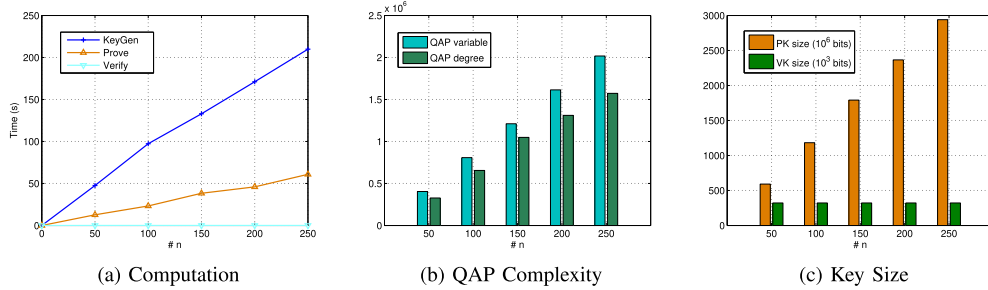 250
200
150
100
50
0
Time (s)
KeyGen
Prove
Verify
0 50 100 150 200 250
# n
(a) Computation
2.5 x 10^6
2
1.5
1
0.5
0
QAP variable
QAP degree
50 100 150 200 250
# n
(b) QAP Complexity
3000
2500
2000
1500
1000
500
0
PK size (10^6 bits)
VK size (10^3 bits)
50 100 150 200 250
# n
(c) Key Size